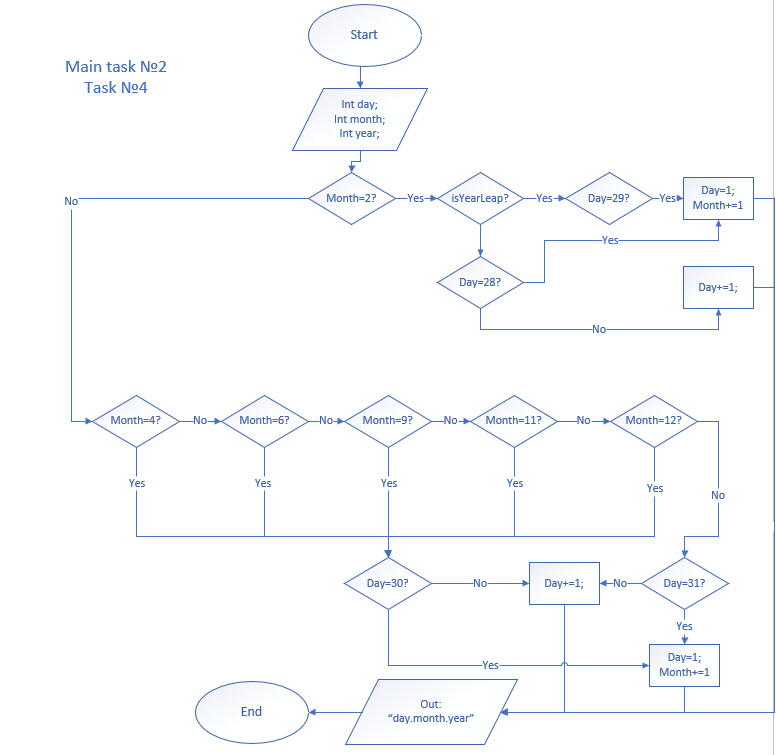 Start
Main task №2
Task №4
Int day;
Int month;
Int year;
No
Month=2?
Yes
isYearLeap?
Yes
Day=29?
Yes
Day=1;
Month+=1
Yes
Day=28?
Day+=1;
No
Month=4?
No
Month=6?
No
Month=9?
No
Month=11?
No
Month=12?
Yes
Yes
Yes
Yes
Yes
No
Day=30?
No
Day+=1;
No
Day=31?
Yes
Yes
Day=1;
Month+=1
End
Out:
“day.month.year”